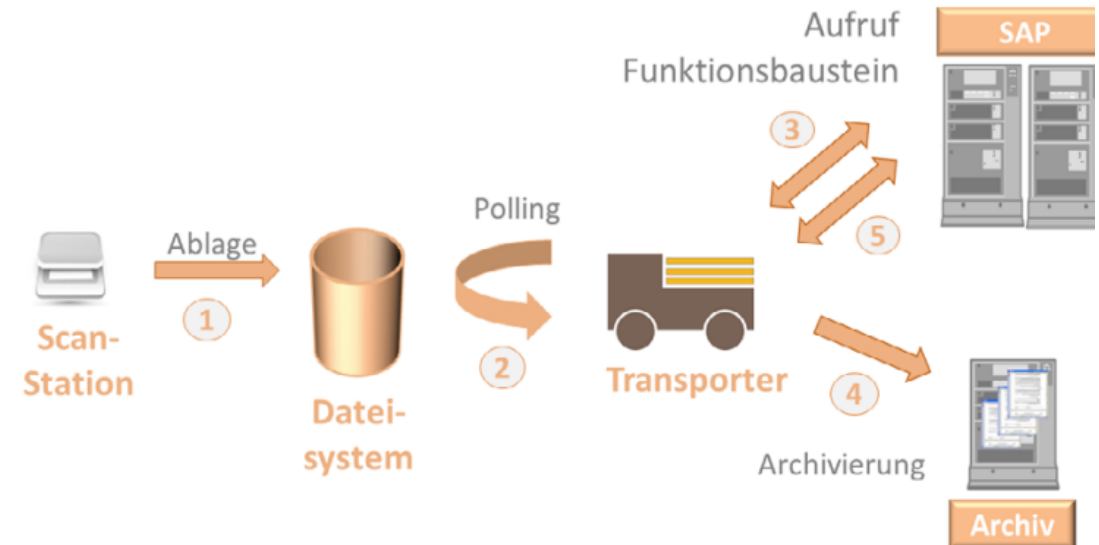 Aufruf
Funktionsbaustein
SAP
3
5
Polling
Ablage
1
2
Scan-
Station
Datei-
system
Transporter
4
Archivierung
Archiv